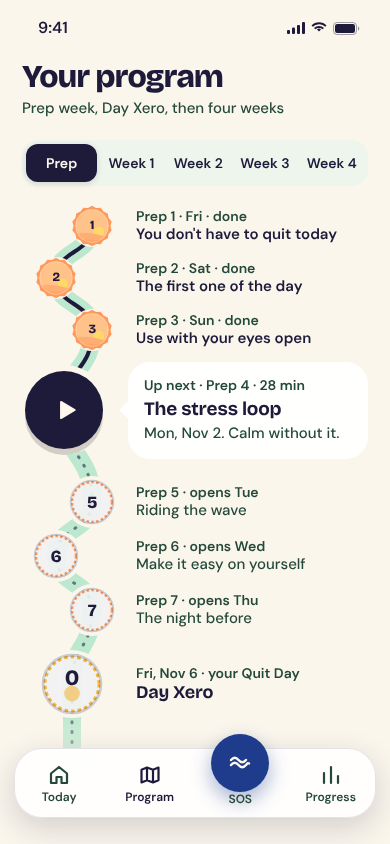 9:41
Your program
Prep week, Day Xero, then four weeks
Prep Week 1 Week 2 Week 3 Week 4
1
Prep 1 · Fri · done
You don't have to quit today
2
Prep 2 · Sat · done
The first one of the day
3
Prep 3 · Sun · done
Use with your eyes open
Up next · Prep 4 · 28 min
The stress loop
Mon, Nov 2. Calm without it.
5
Prep 5 · opens Tue
Riding the wave
6
Prep 6 · opens Wed
Make it easy on yourself
7
Prep 7 · opens Thu
The night before
0
Fri, Nov 6 · your Quit Day
Day Xero
Today Program SOS Progress